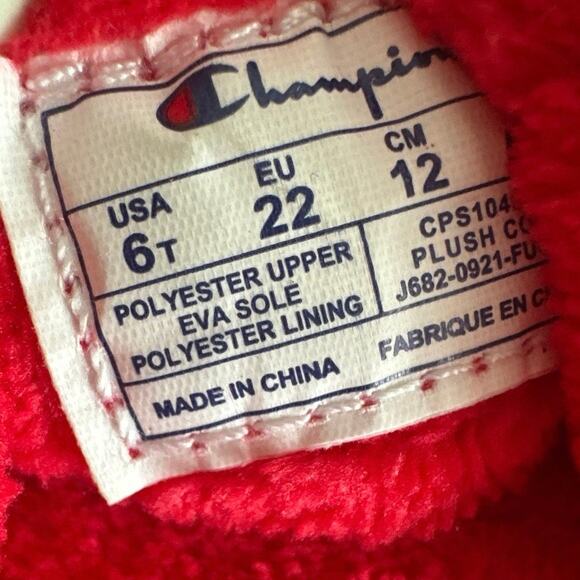 Champion
USA EU CM
6T 22 12
POLYESTER UPPER
EVA SOLE
POLYESTER LINING
CPS104
PLUSH
J682-0921-FU
MADE IN CHINA FABRIQUE EN